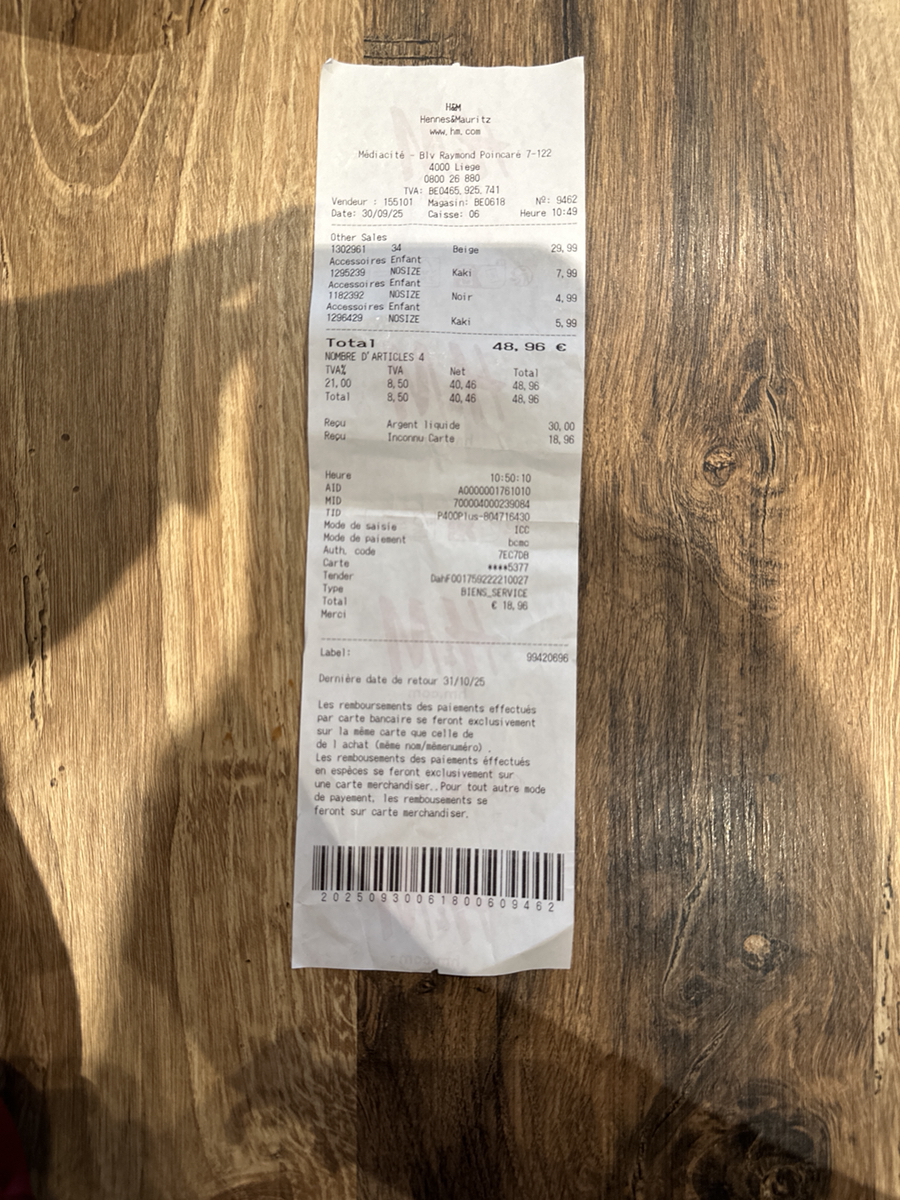 H&M
Hennes&Mauritz
www.hm.com
Médiacité - Blv Raymond Poincaré 7-122
4000 Liege
0800 26 880
TVA: BE0465.925.741
Vendeur : 155101 Magasin: BE0618 Nº: 9462
Date: 30/09/25 Caisse: 06 Heure 10:49
Other Sales
1302961 34 Beige 29,99
Accessoires Enfant
1295239 NOSIZE Kaki 7,99
Accessoires Enfant
1182392 NOSIZE Noir 4,99
Accessoires Enfant
1296429 NOSIZE Kaki 5,99
Total 48,96 €
NOMBRE D'ARTICLES 4
TVA% TVA Net Total
21,00 8,50 40,46 48,96
Total 8,50 40,46 48,96
Reçu Argent liquide 30,00
Reçu Inconnu Carte 18,96
Heure 10:50:10
AID A0000001761010
MID 700004000239084
TID P400Plus-804716430
Mode de saisie ICC
Mode de paiement bcmc
Auth. code 7EC7DB
Carte ****5377
Tender DahF001759222210027
Type BIENS_SERVICE
Total € 18,96
Merci
Label: 99420696
Dernière date de retour 31/10/25
Les remboursements des paiements effectués
par carte bancaire se feront exclusivement
sur la même carte que celle de
de l achat (même nom/mêmenuméro) .
Les rembousements des paiements éffectués
en espèces se feront exclusivement sur
une carte merchandiser..Pour tout autre mode
de payement, les rembousements se
feront sur carte merchandiser.
2025093006180060 9462